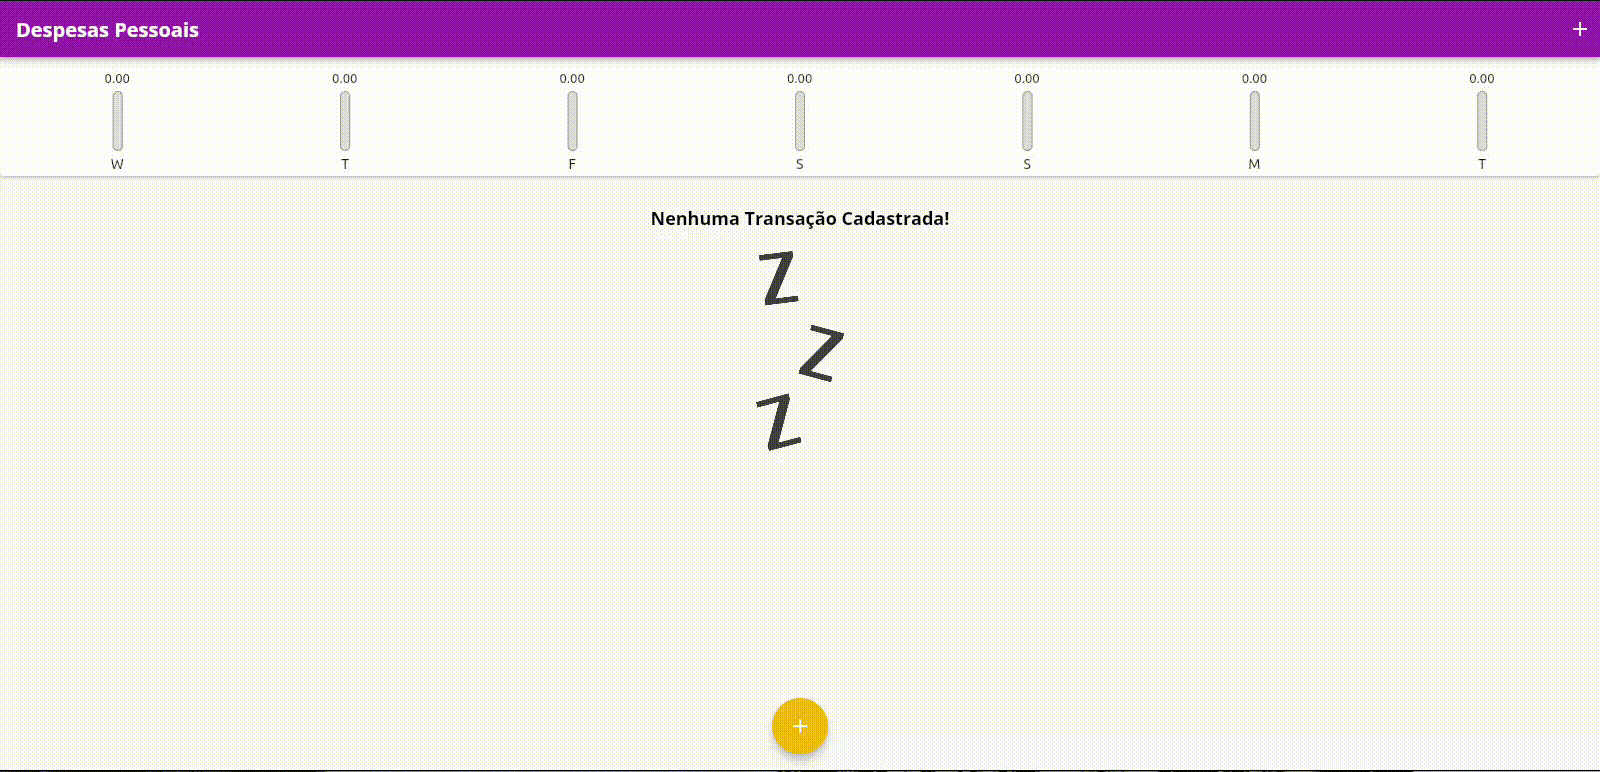 Despesas Pessoais +
0.00 0.00 0.00 0.00 0.00 0.00 0.00
W T F S S M T
Nenhuma Transação Cadastrada!
Z
Z
Z
+